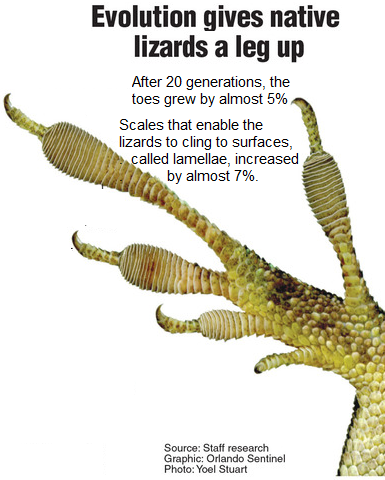 Evolution gives native
lizards a leg up
After 20 generations, the
toes grew by almost 5%
Scales that enable the
lizards to cling to surfaces,
called lamellae, increased
by almost 7%.
Source: Staff research
Graphic: Orlando Sentinel
Photo: Yoel Stuart